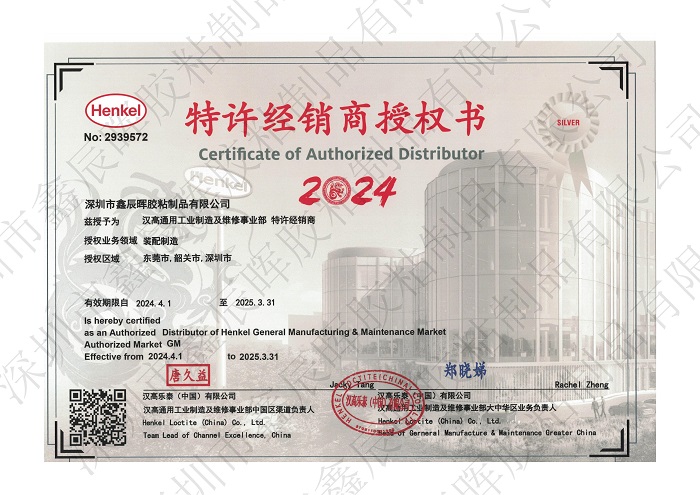 Henkel
No: 2939572
特许经销商授权书
Certificate of Authorized Distributor
SILVER
2024
深圳市鑫辰晖胶粘制品有限公司
兹授予为 汉高通用工业制造及维修事业部 特许经销商
授权业务领域 装配制造
授权区域 东莞市,韶关市,深圳市
有效期限自 2024.4.1 至 2025.3.31
Is hereby certified
as an Authorized Distributor of Henkel General Manufacturing & Maintenance Market
Authorized Market GM
Effective from 2024.4.1 to 2025.3.31
唐久益
郑晓娣
Jacky Tang
Rachel Zheng
汉高乐泰（中国）有限公司
汉高通用工业制造及维修事业部中国区渠道负责人
Henkel Loctite (China) Co., Ltd.
Team Lead of Channel Excellence, China
汉高乐泰（中国）有限公司
汉高通用工业制造及维修事业部大中华区业务负责人
Henkel Loctite (China) Co., Ltd.
of Gerneral Manufacture & Maintenance Greater China
深圳市鑫辰晖胶粘制品有限公司